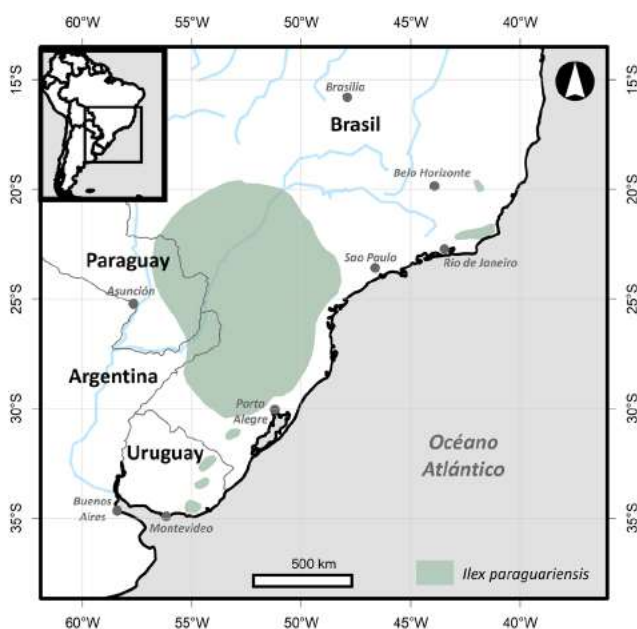 60°W 55°W 50°W 45°W 40°W
15°S
Brasilia
Brasil
Belo Horizonte
20°S
20°S
Paraguay
Sao Paulo
Rio de Janeiro
Asunción
25°S
25°S
Argentina
30°S
Porto
Alegre
30°S
Uruguay
Océano
Atlántico
Buenos
Aires
35°S
Montevideo
35°S
500 km
Ilex paraguariensis
60°W 55°W 50°W 45°W 40°W
15°S